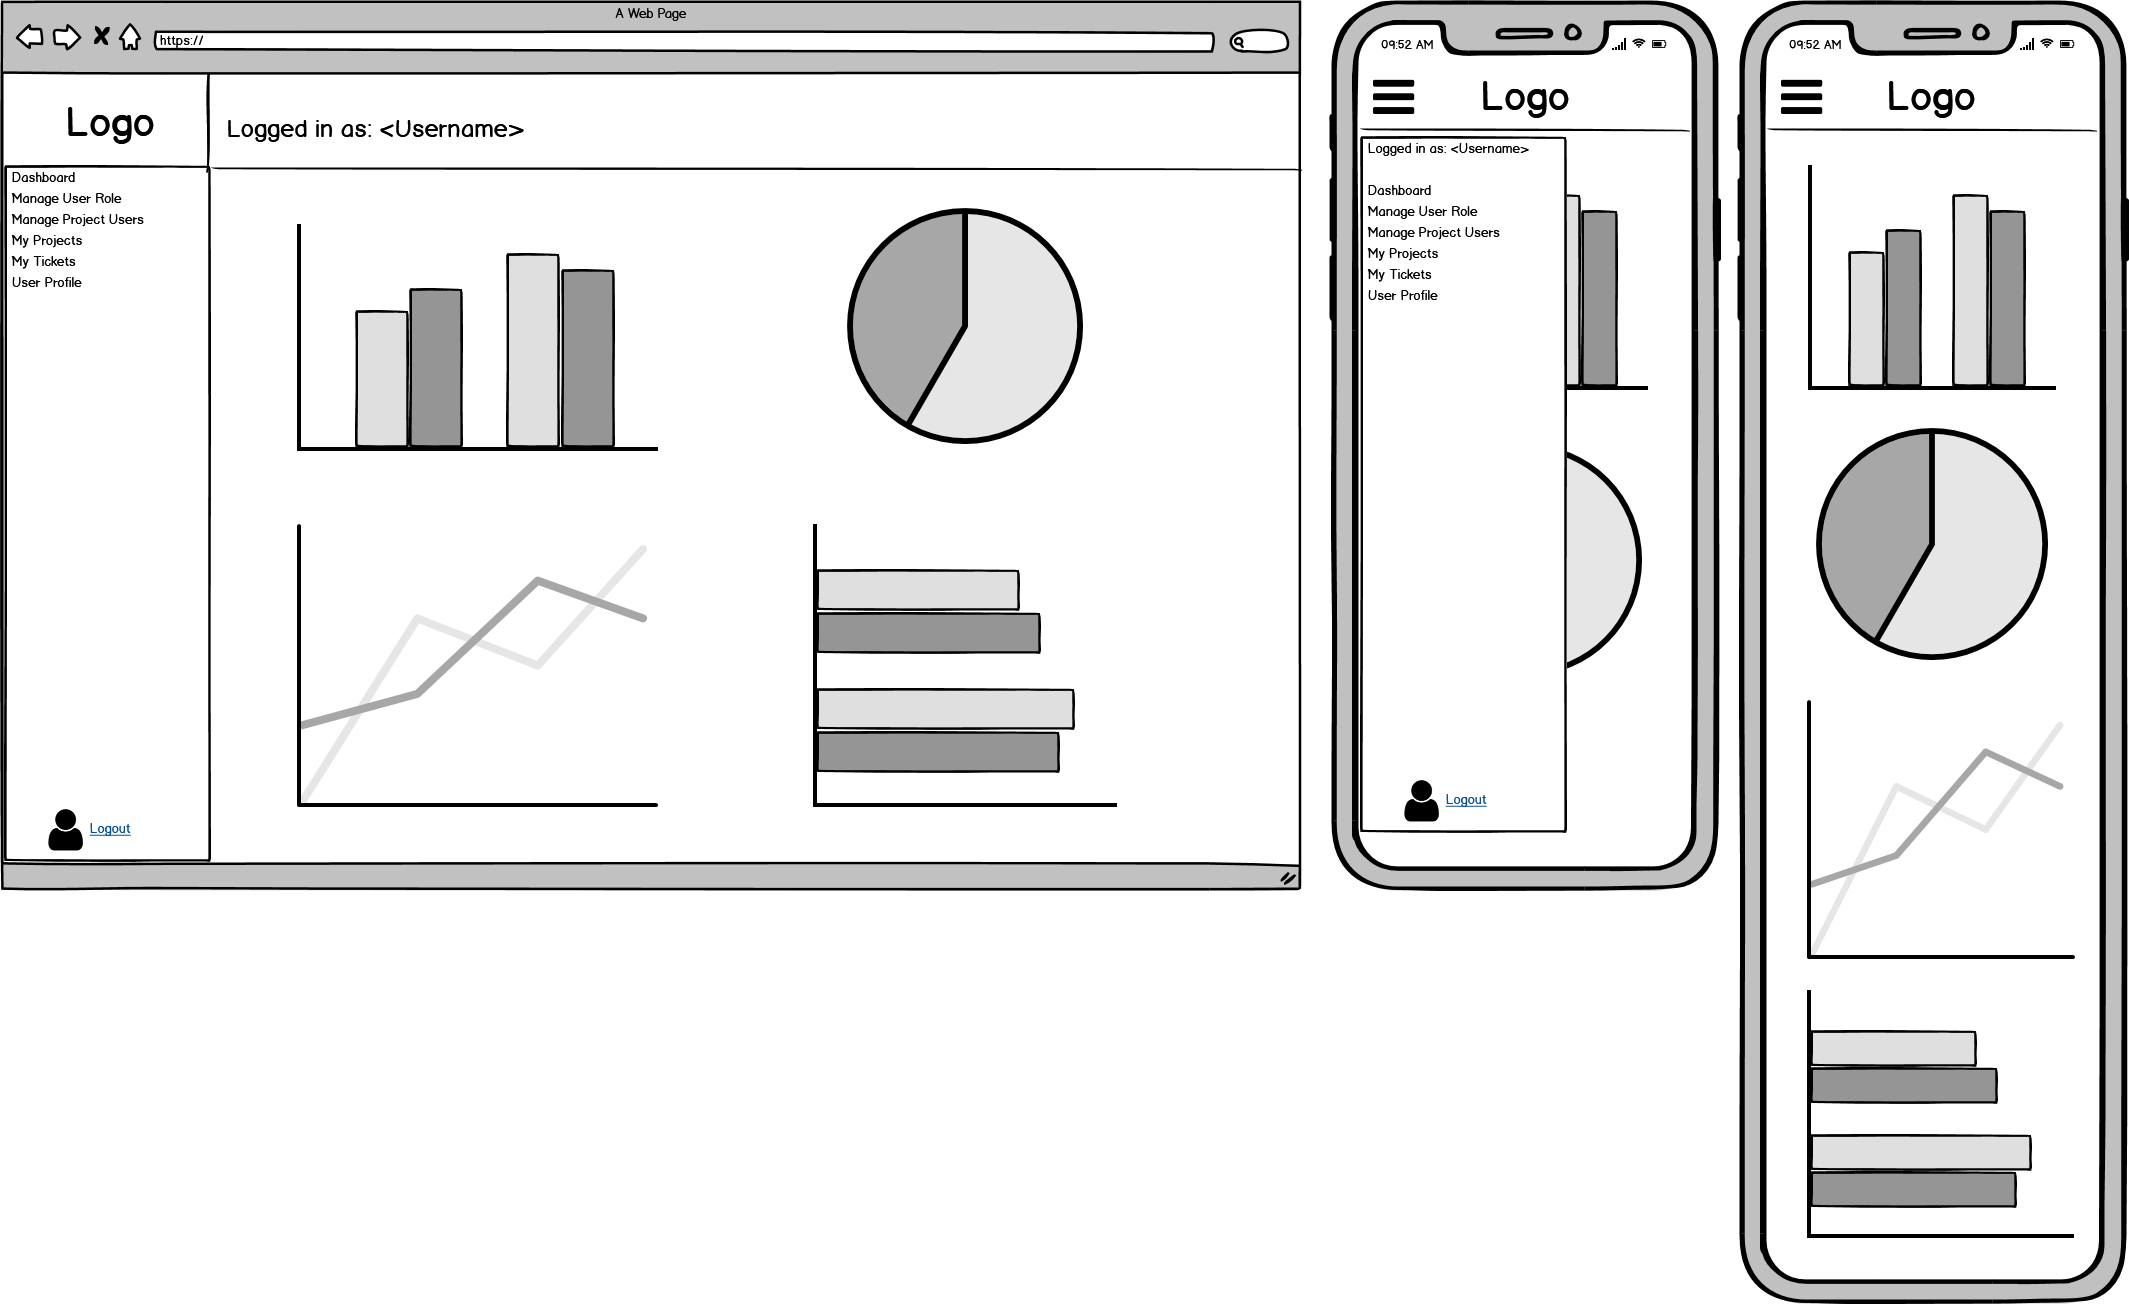 A Web Page
https://
Logo
Logged in as: <Username>
Dashboard
Manage User Role
Manage Project Users
My Projects
My Tickets
User Profile
Logout
09:52 AM
Logo
Logged in as: <Username>
Dashboard
Manage User Role
Manage Project Users
My Projects
My Tickets
User Profile
Logout
09:52 AM
Logo